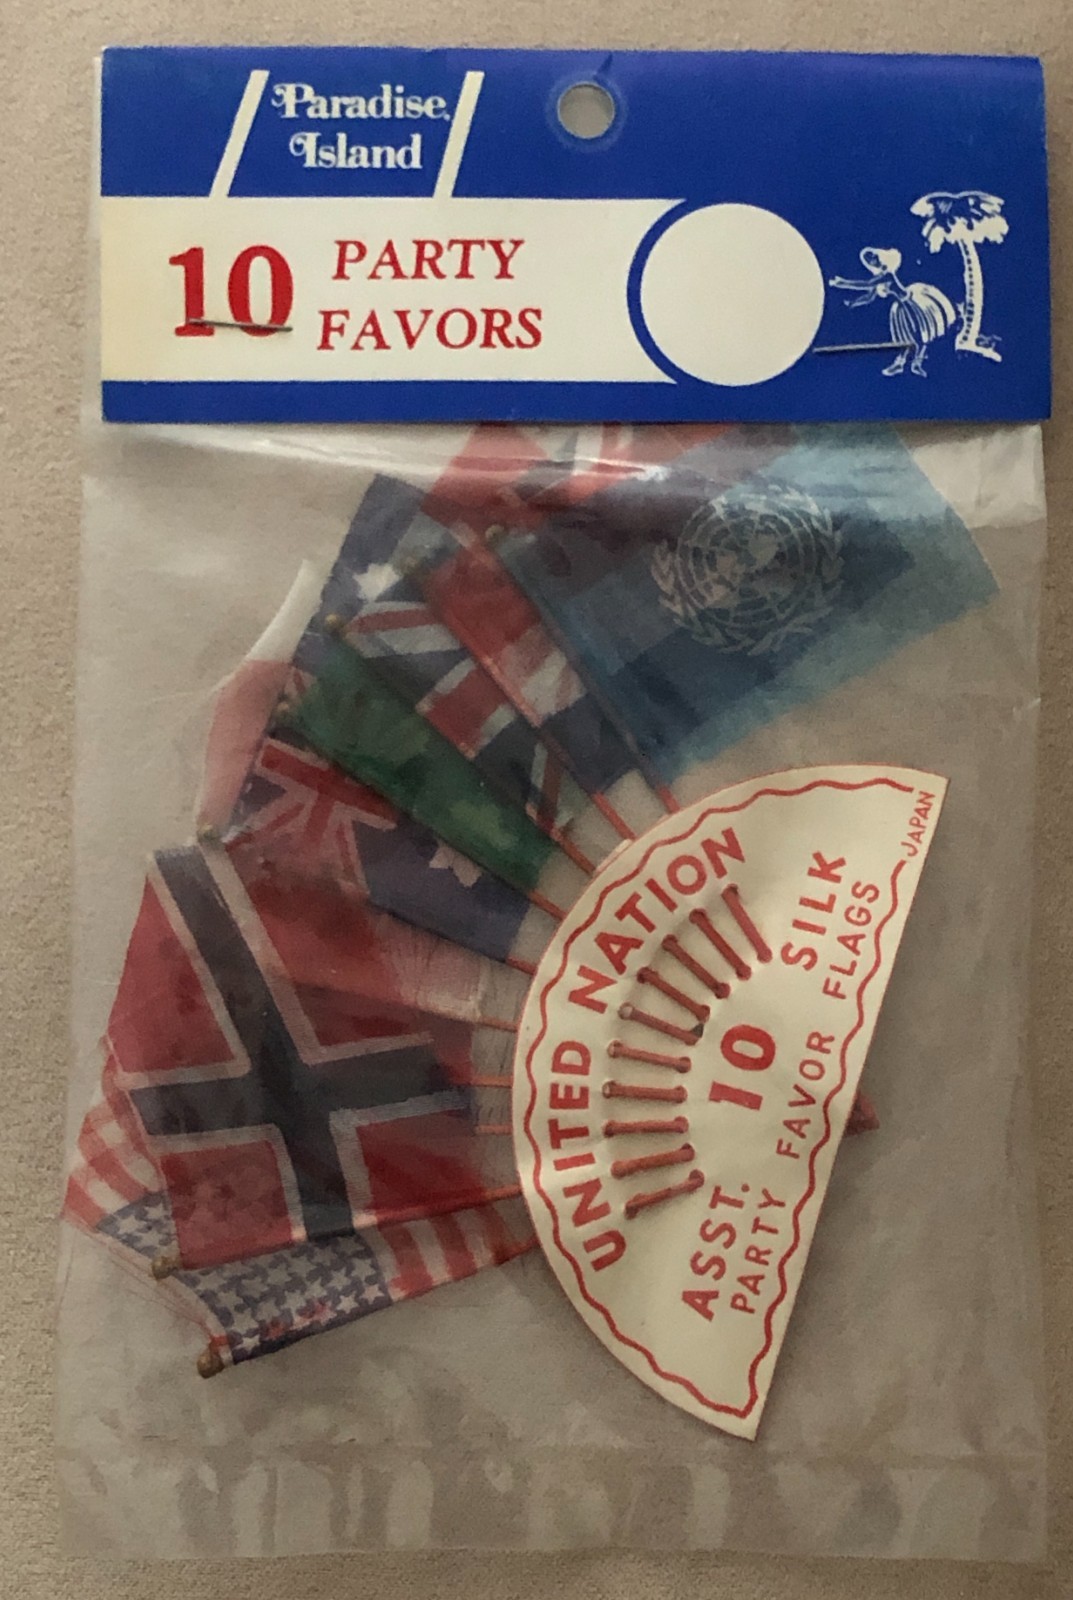 Paradise
Island
10 PARTY
FAVORS
UNITED NATION
10 SILK
ASST. FAVOR FLAGS
PARTY
JAPAN